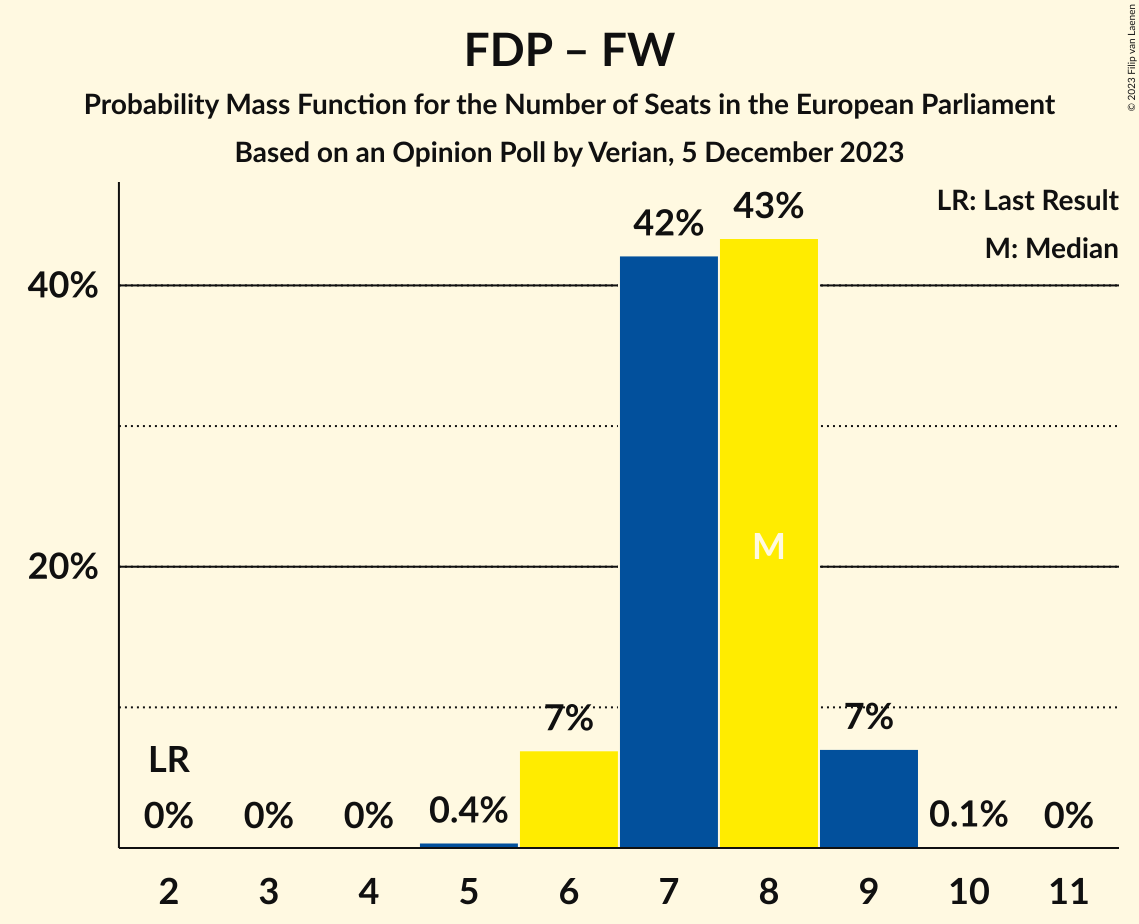 FDP – FW
Probability Mass Function for the Number of Seats in the European Parliament
Based on an Opinion Poll by Verian, 5 December 2023
© 2023 Filip van Laenen
LR: Last Result
M: Median
42%
43%
40%
20%
M
7%
7%
LR
0%
0%
0%
0.4%
0.1%
0%
2
3
4
5
6
7
8
9
10
11